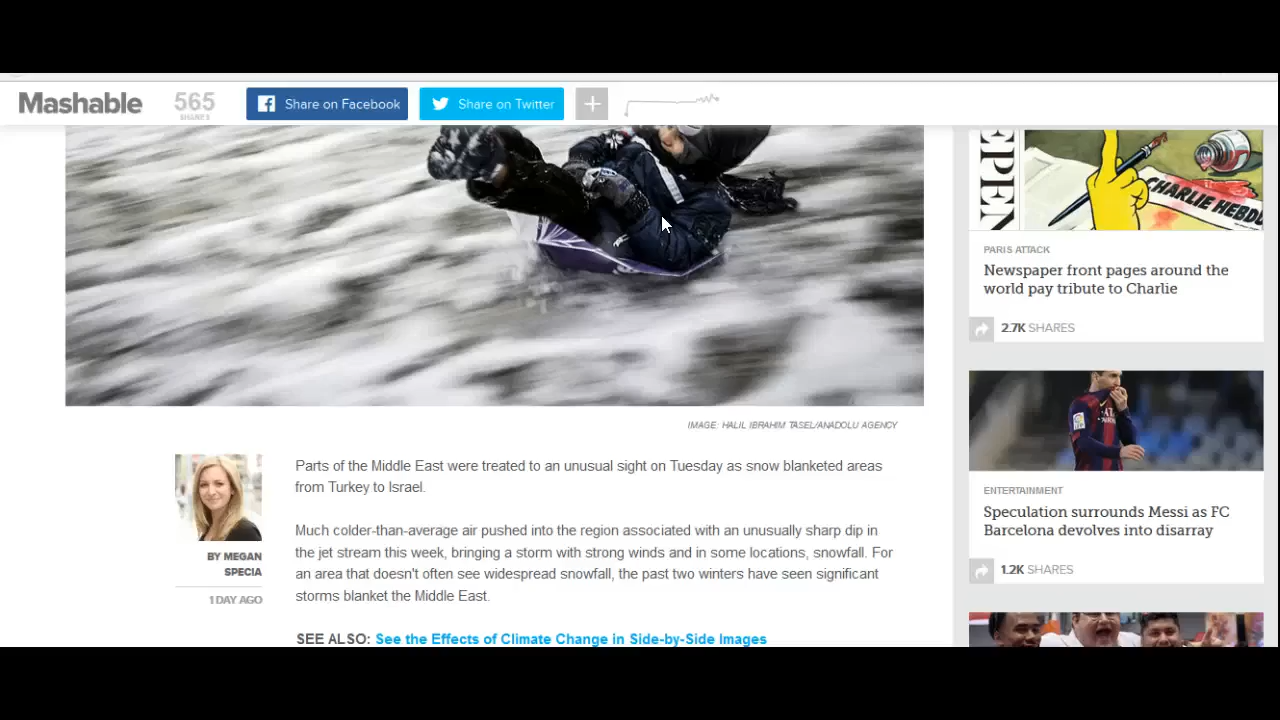 Mashable
565
SHARES
Share on Facebook
Share on Twitter
IMAGE: HALIL IBRAHIM TASEL/ANADOLU AGENCY
BY MEGAN
SPECIA
1 DAY AGO
Parts of the Middle East were treated to an unusual sight on Tuesday as snow blanketed areas
from Turkey to Israel.
Much colder-than-average air pushed into the region associated with an unusually sharp dip in
the jet stream this week, bringing a storm with strong winds and in some locations, snowfall. For
an area that doesn't often see widespread snowfall, the past two winters have seen significant
storms blanket the Middle East.
SEE ALSO: See the Effects of Climate Change in Side-by-Side Images
EPEN
CHARLIE HEBDO
PARIS ATTACK
Newspaper front pages around the
world pay tribute to Charlie
2.7K SHARES
ENTERTAINMENT
Speculation surrounds Messi as FC
Barcelona devolves into disarray
1.2K SHARES